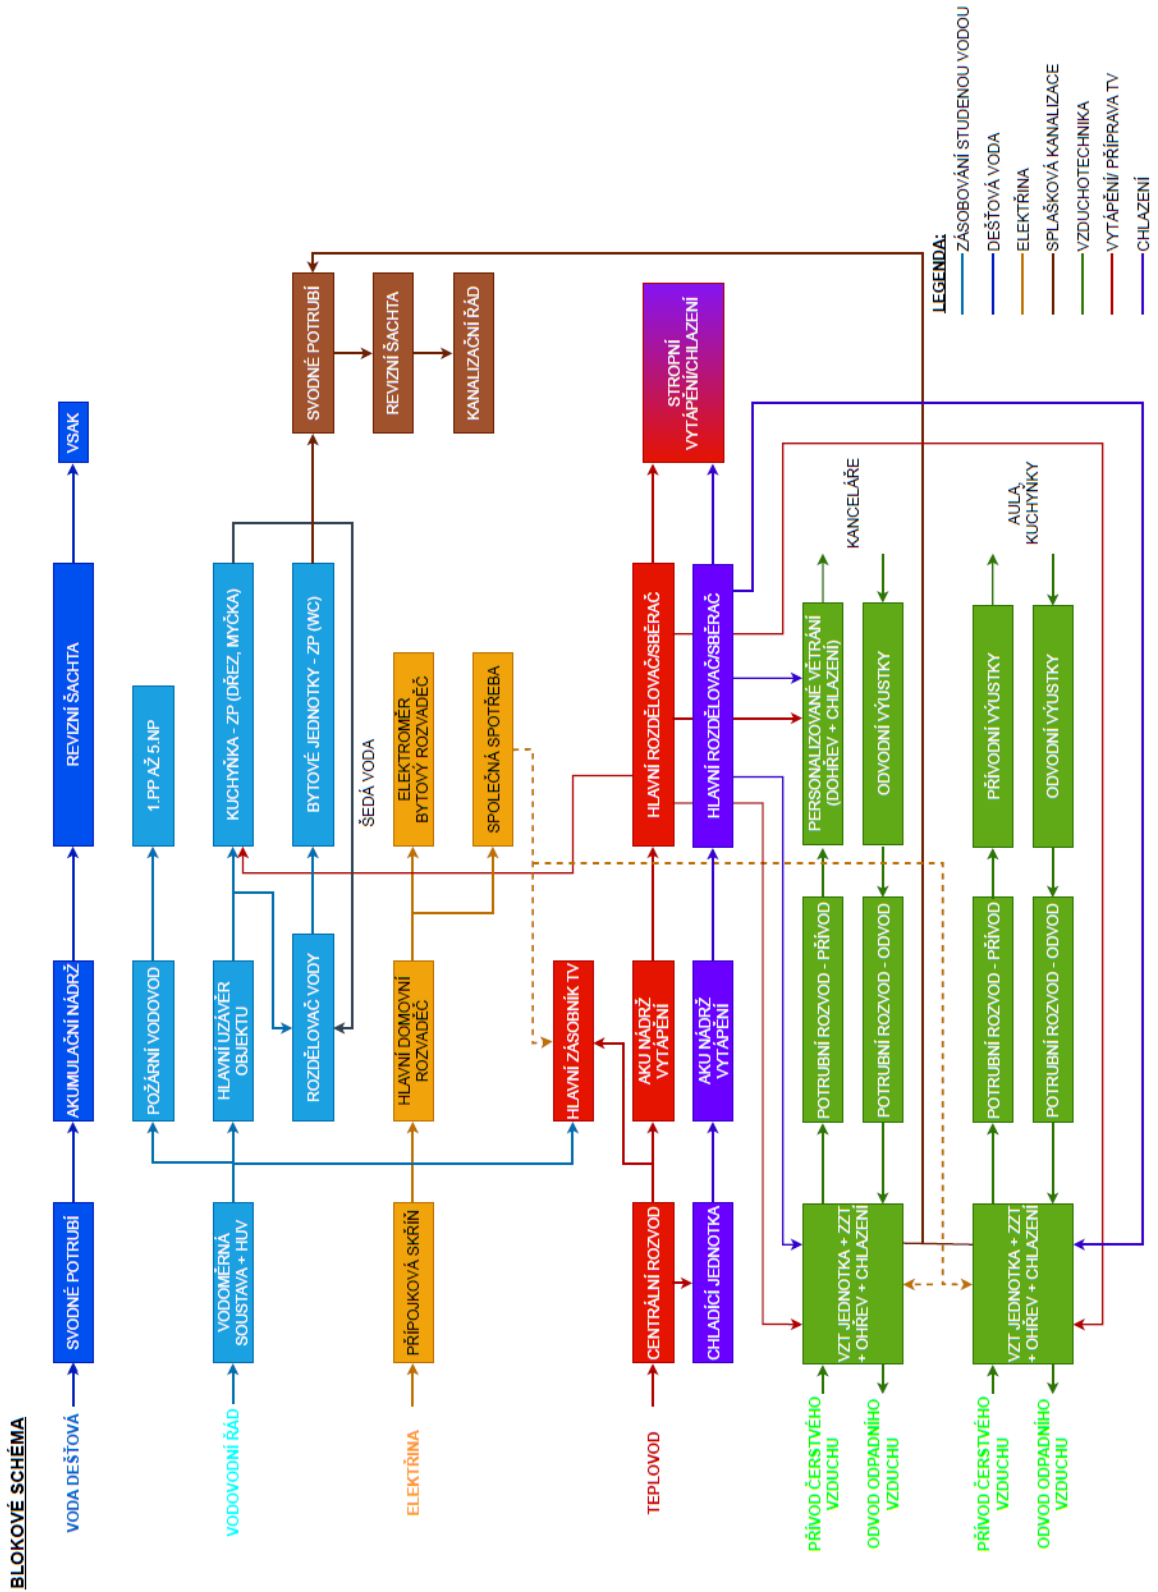 BLOKOVÉ SCHÉMA
VODA DEŠŤOVÁ
SVODNÉ POTRUBÍ
AKUMULAČNÍ NÁDRŽ
REVIZNÍ ŠACHTA
VSAK
POŽÁRNÍ VODOVOD
1.PP AŽ 5.NP
VODOVODNÍ ŘÁD
VODOMĚRNÁ
SOUSTAVA + HUV
HLAVNÍ UZÁVĚR
OBJEKTU
KUCHYŇKA - ZP (DŘEZ, MYČKA)
ROZDĚLOVAČ VODY
BYTOVÉ JEDNOTKY - ZP (WC)
ŠEDÁ VODA
SVODNÉ POTRUBÍ
REVIZNÍ ŠACHTA
KANALIZAČNÍ ŘÁD
ELEKTŘINA
PŘÍPOJKOVÁ SKŘÍŇ
HLAVNÍ DOMOVNÍ
ROZVADĚČ
ELEKTROMĚR
BYTOVÝ ROZVADĚČ
SPOLEČNÁ SPOTŘEBA
HLAVNÍ ZÁSOBNÍK TV
TEPLOVOD
CENTRÁLNÍ ROZVOD
AKU NÁDRŽ
VYTÁPĚNÍ
HLAVNÍ ROZDĚLOVAČ/SBĚRAČ
STROPNÍ
VYTÁPĚNÍ/CHLAZENÍ
CHLADÍCÍ JEDNOTKA
AKU NÁDRŽ
VYTÁPĚNÍ
HLAVNÍ ROZDĚLOVAČ/SBĚRAČ
PŘÍVOD ČERSTVÉHO
VZDUCHU
ODVOD ODPADNÍHO
VZDUCHU
VZT JEDNOTKA + ZZT
+ OHŘEV + CHLAZENÍ
POTRUBNÍ ROZVOD - PŘÍVOD
PERSONALIZOVANÉ VĚTRÁNÍ
(DOHŘEV + CHLAZENÍ)
KANCELÁŘE
POTRUBNÍ ROZVOD - ODVOD
ODVODNÍ VÝUSTKY
PŘÍVOD ČERSTVÉHO
VZDUCHU
ODVOD ODPADNÍHO
VZDUCHU
VZT JEDNOTKA + ZZT
+ OHŘEV + CHLAZENÍ
POTRUBNÍ ROZVOD - PŘÍVOD
PŘÍVODNÍ VÝUSTKY
AULA,
KUCHYŇKY
POTRUBNÍ ROZVOD - ODVOD
ODVODNÍ VÝUSTKY
LEGENDA:
ZÁSOBOVÁNÍ STUDENOU VODOU
DEŠŤOVÁ VODA
ELEKTŘINA
SPLAŠKOVÁ KANALIZACE
VZDUCHOTECHNIKA
VYTÁPĚNÍ/ PŘÍPRAVA TV
CHLAZENÍ